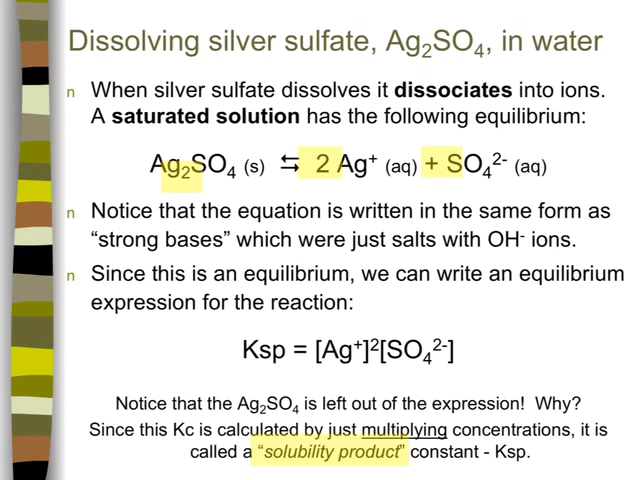 Dissolving silver sulfate, Ag₂SO₄, in water
n When silver sulfate dissolves it dissociates into ions.
A saturated solution has the following equilibrium:
Ag₂SO₄ (s) ⇆ 2 Ag⁺ (aq) + SO₄²⁻ (aq)
n Notice that the equation is written in the same form as
“strong bases” which were just salts with OH⁻ ions.
n Since this is an equilibrium, we can write an equilibrium
expression for the reaction:
Ksp = [Ag⁺]²[SO₄²⁻]
Notice that the Ag₂SO₄ is left out of the expression! Why?
Since this Kc is calculated by just multiplying concentrations, it is
called a “solubility product” constant - Ksp.